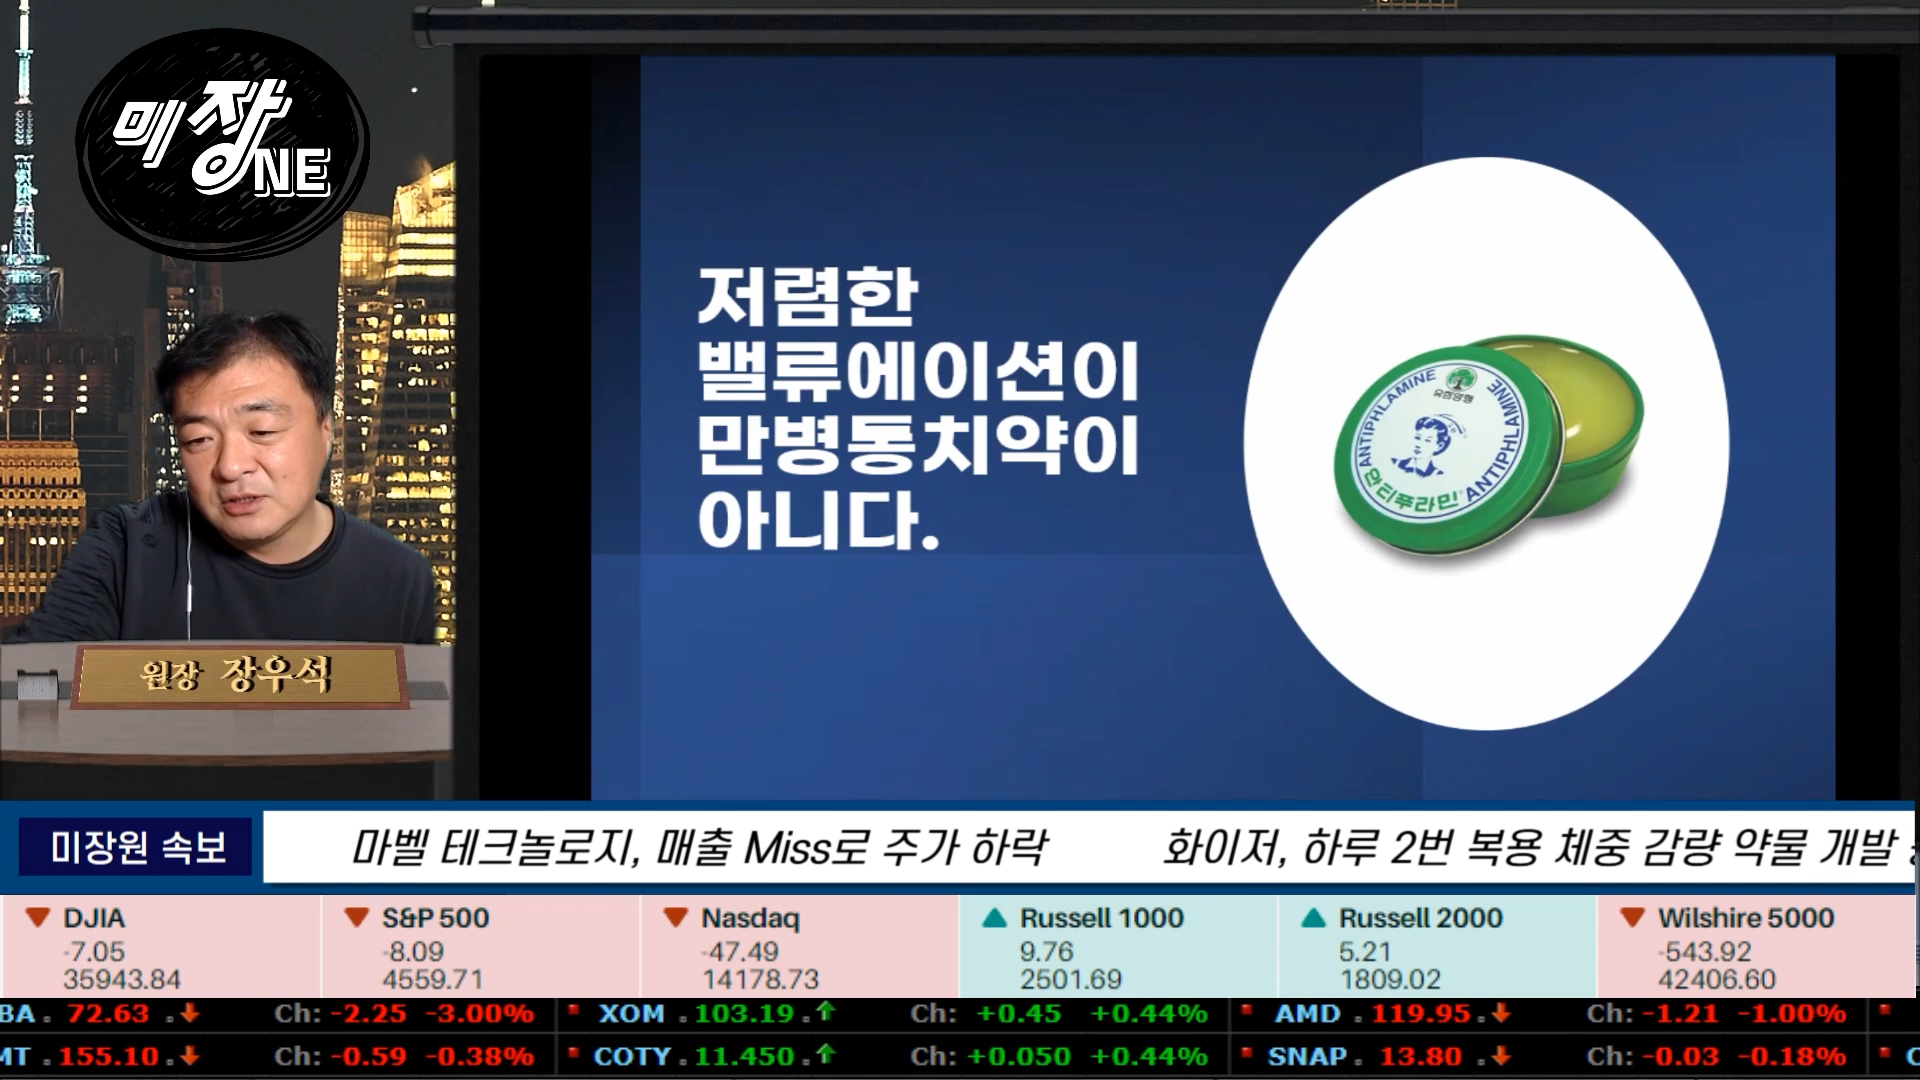 미장NE
저렴한
밸류에이션이
만병통치약이
아니다.
ANTIPHLAMINE
유한양행
ANTIPHLAMINE
안티푸라민
원장 장우석
미장원 속보
마벨 테크놀로지, 매출 Miss로 주가 하락 화이저, 하루 2번 복용 체중 감량 약물 개발
DJIA S&P 500 Nasdaq Russell 1000 Russell 2000 Wilshire 5000
-7.05 -8.09 -47.49 9.76 5.21 -543.92
35943.84 4559.71 14178.73 2501.69 1809.02 42406.60
BA . 72.63 . Ch: -2.25 -3.00% XOM . 103.19 . Ch: +0.45 +0.44% AMD . 119.95 . Ch: -1.21 -1.00%
MT . 155.10 . Ch: -0.59 -0.38% COTY . 11.450 . Ch: +0.050 +0.44% SNAP . 13.80 . Ch: -0.03 -0.18% C